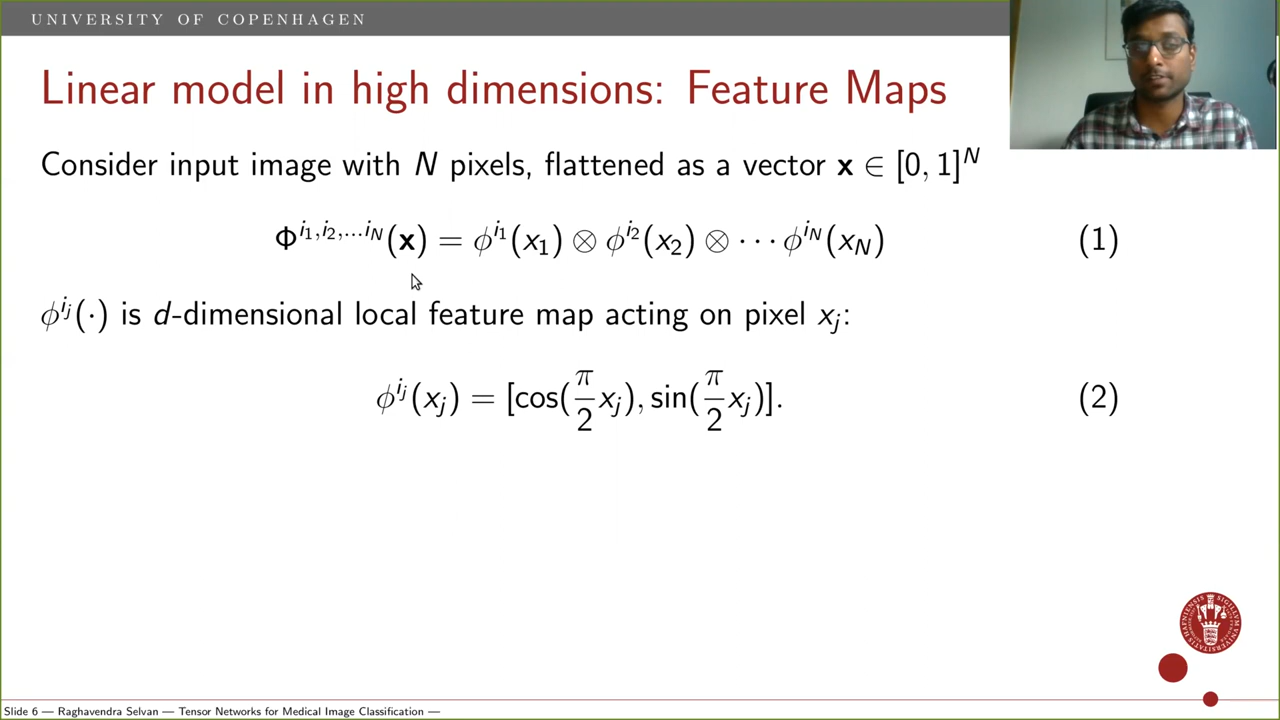 UNIVERSITY OF COPENHAGEN
Linear model in high dimensions: Feature Maps
Consider input image with N pixels, flattened as a vector x ∈ [0, 1]^N
Φ^{i_1,i_2,...i_N}(x) = ϕ^{i_1}(x_1) ⊗ ϕ^{i_2}(x_2) ⊗ ··· ϕ^{i_N}(x_N) (1)
ϕ^{i_j}(·) is d-dimensional local feature map acting on pixel x_j:
ϕ^{i_j}(x_j) = [cos(π/2 x_j), sin(π/2 x_j)]. (2)
Slide 6 — Raghavendra Selvan — Tensor Networks for Medical Image Classification —